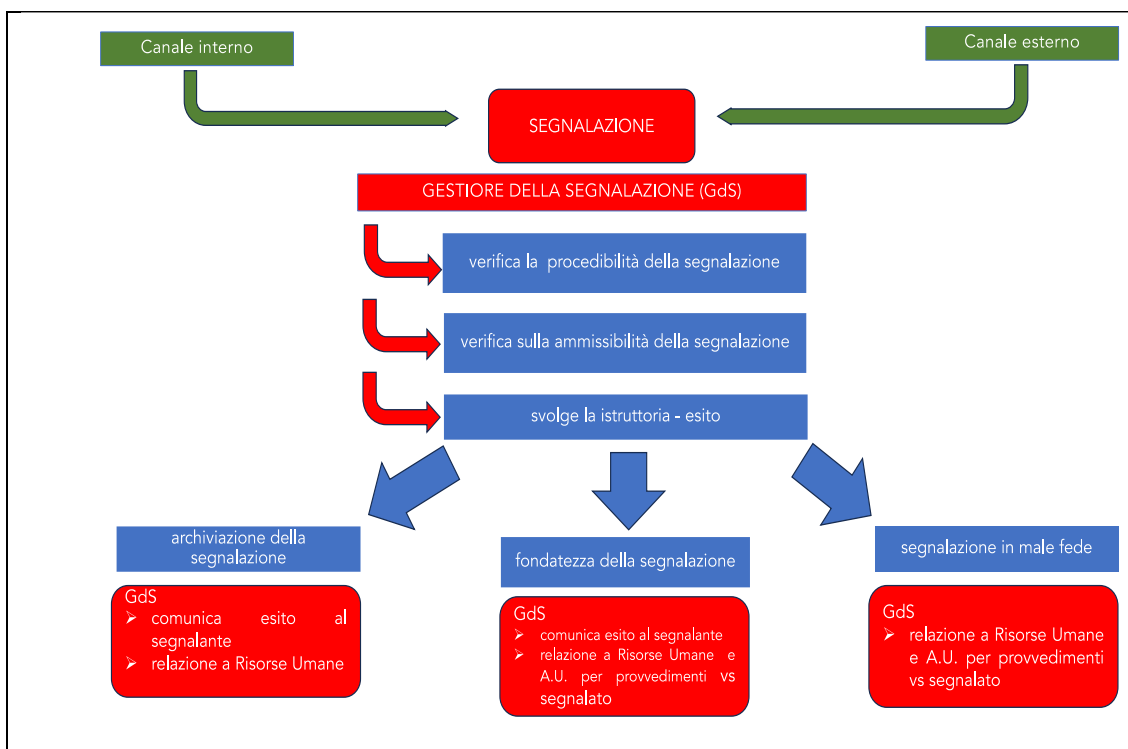 Canale interno
Canale esterno
SEGNALAZIONE
GESTIORE DELLA SEGNALAZIONE (GdS)
verifica la procedibilità della segnalazione
verifica sulla ammissibilità della segnalazione
svolge la istruttoria - esito
archiviazione della
segnalazione
GdS
➢ comunica esito al
segnalante
➢ relazione a Risorse Umane
fondatezza della segnalazione
GdS
➢ comunica esito al segnalante
➢ relazione a Risorse Umane e
A.U. per provvedimenti vs
segnalato
segnalazione in male fede
GdS
➢ relazione a Risorse Umane
e A.U. per provvedimenti
vs segnalato